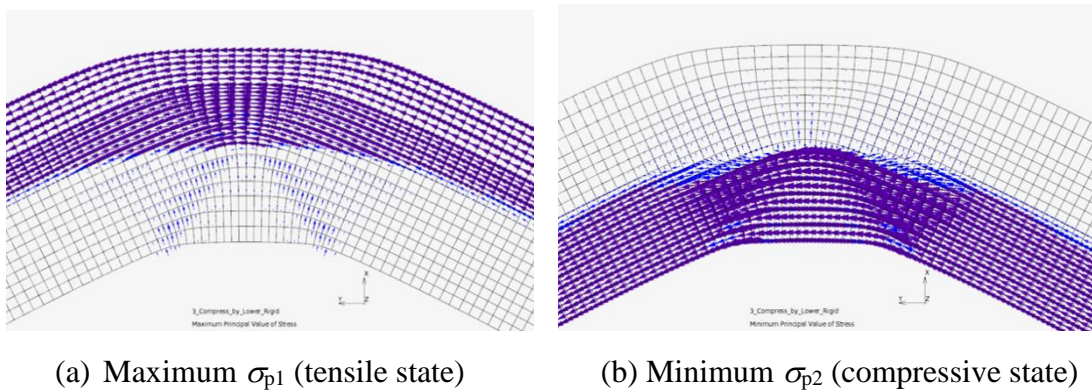 X
Y
Z
3_Compress_by_Lower_Rigid
Maximum Principal Value of Stress
X
Y
Z
3_Compress_by_Lower_Rigid
Minimum Principal Value of Stress
(a) Maximum σp1 (tensile state)
(b) Minimum σp2 (compressive state)